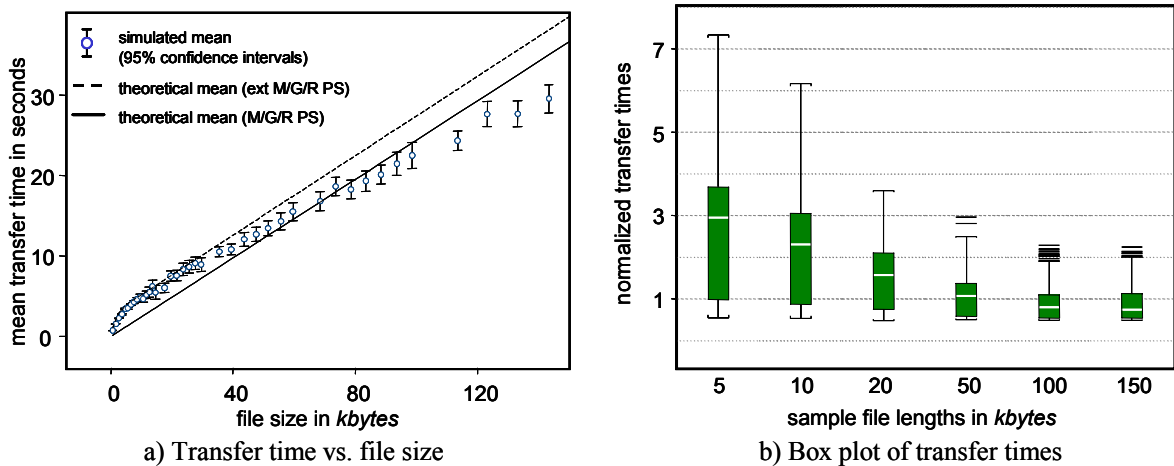 simulated mean
(95% confidence intervals)
theoretical mean (ext M/G/R PS)
theoretical mean (M/G/R PS)
mean transfer time in seconds
30
20
10
0
0 40 80 120
file size in kbytes
a) Transfer time vs. file size
normalized transfer times
7
5
3
1
5 10 20 50 100 150
sample file lengths in kbytes
b) Box plot of transfer times